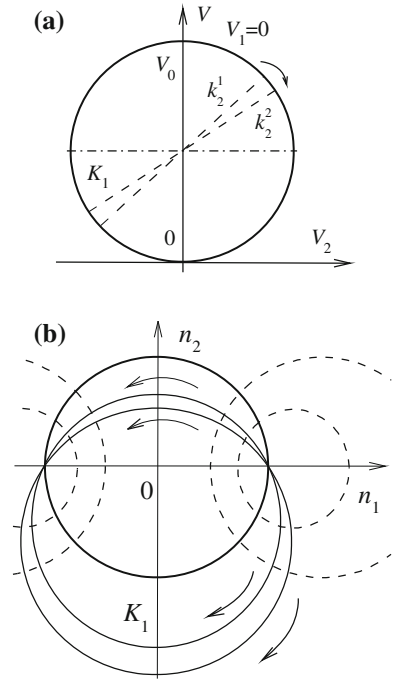 (a)
V
V₁=0
V₀
k₂¹
k₂²
K₁
0
V₂
(b)
n₂
0
n₁
K₁